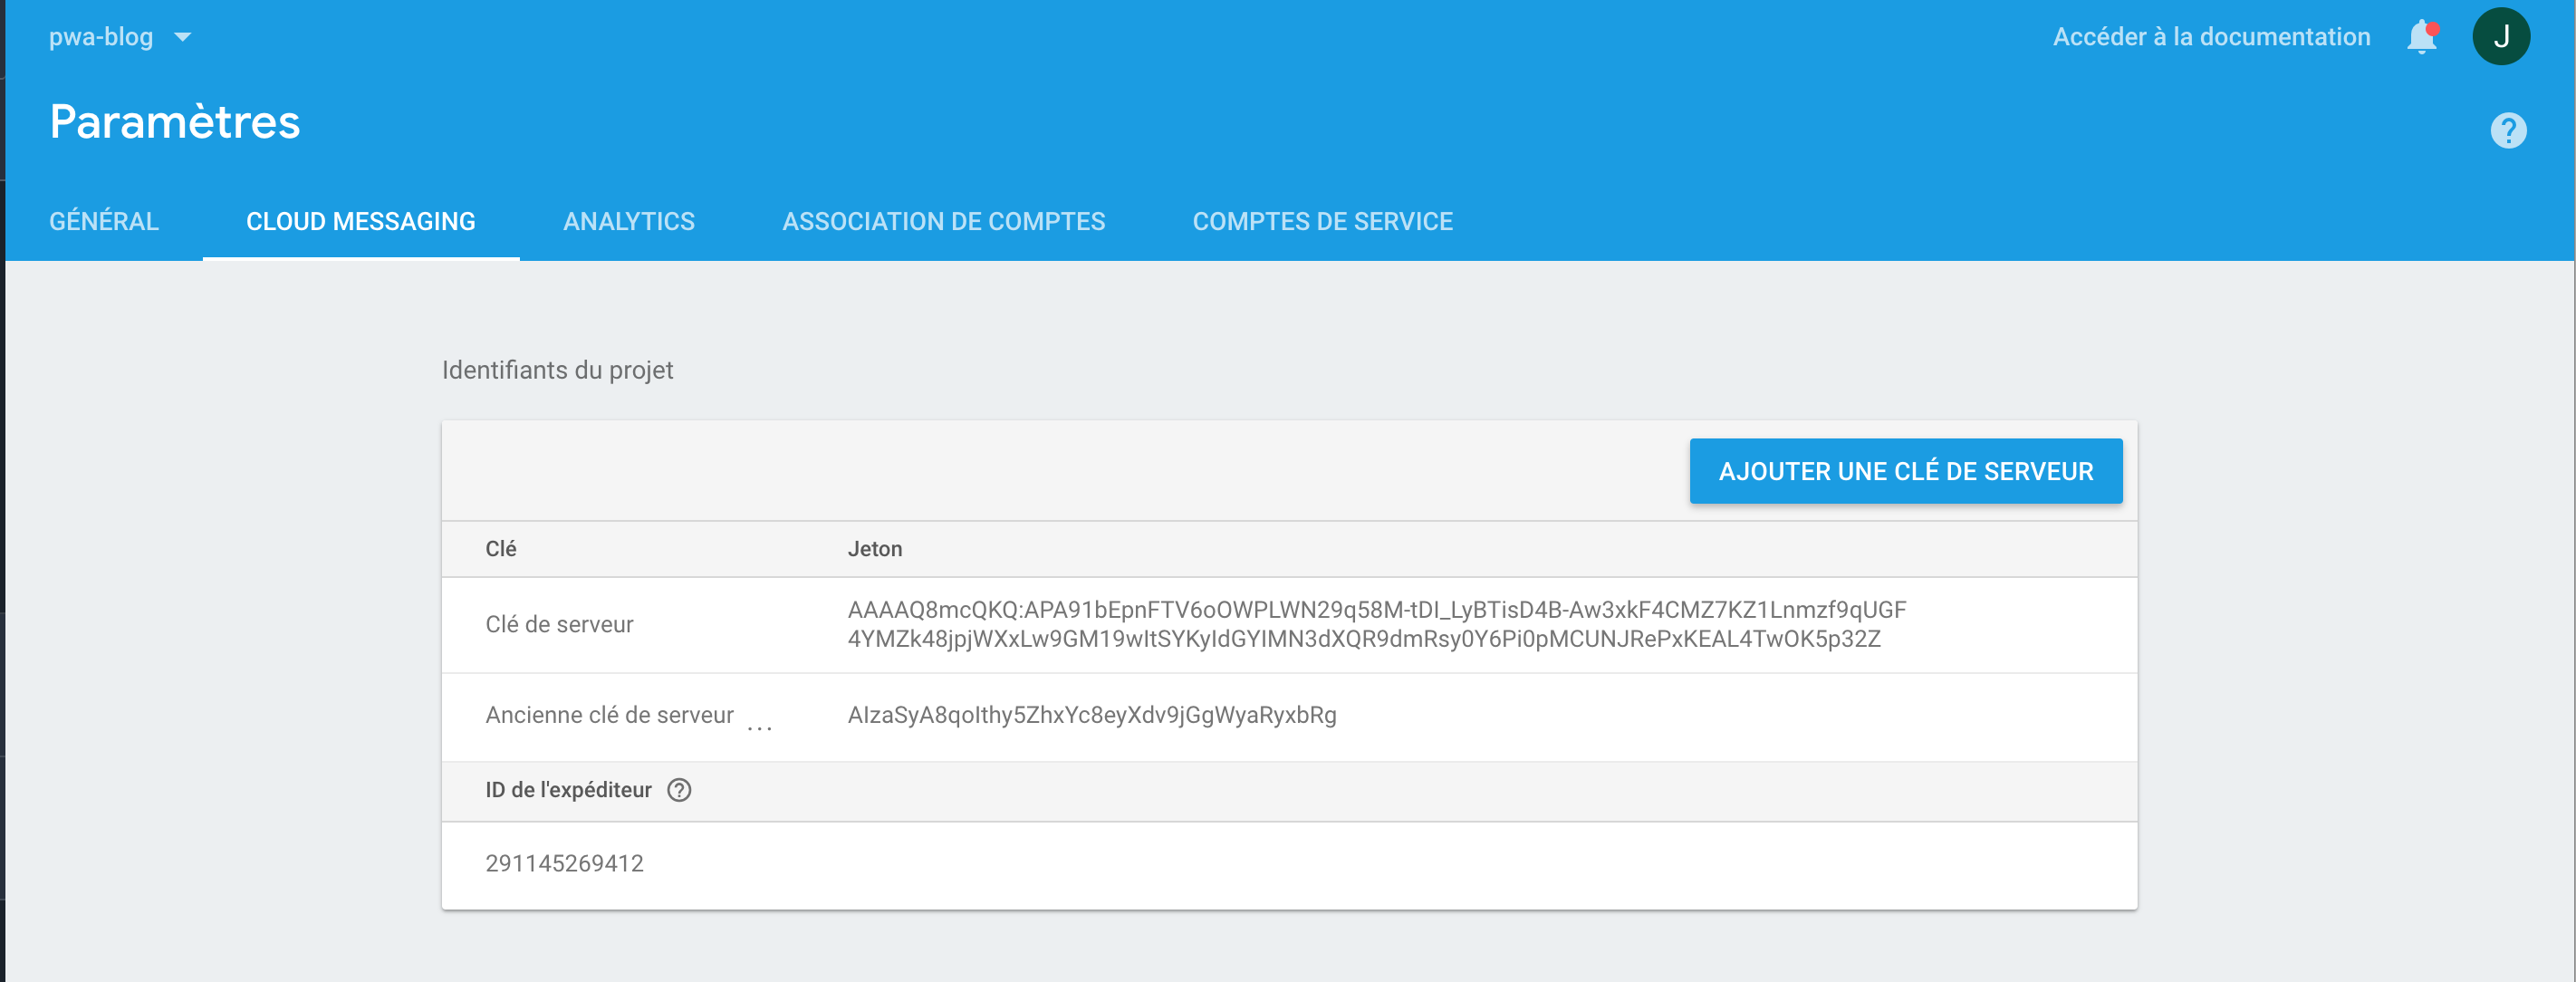 pwa-blog
Accéder à la documentation
J
Paramètres
?
GÉNÉRAL CLOUD MESSAGING ANALYTICS ASSOCIATION DE COMPTES COMPTES DE SERVICE
Identifiants du projet
AJOUTER UNE CLÉ DE SERVEUR
Clé Jeton
Clé de serveur
AAAAQ8mcQKQ:APA91bEpnFTV6oOWPLWN29q58M-tDI_LyBTisD4B-Aw3xkF4CMZ7KZ1Lnmzf9qUGF
4YMZk48jpjWXxLw9GM19wItSYKyIdGYIMN3dXQR9dmRsy0Y6Pi0pMCUNJRePxKEAL4TwOK5p32Z
Ancienne clé de serveur ... AIzaSyA8qoIthy5ZhxYc8eyXdv9jGgWyaRyxbRg
ID de l'expéditeur ?
291145269412